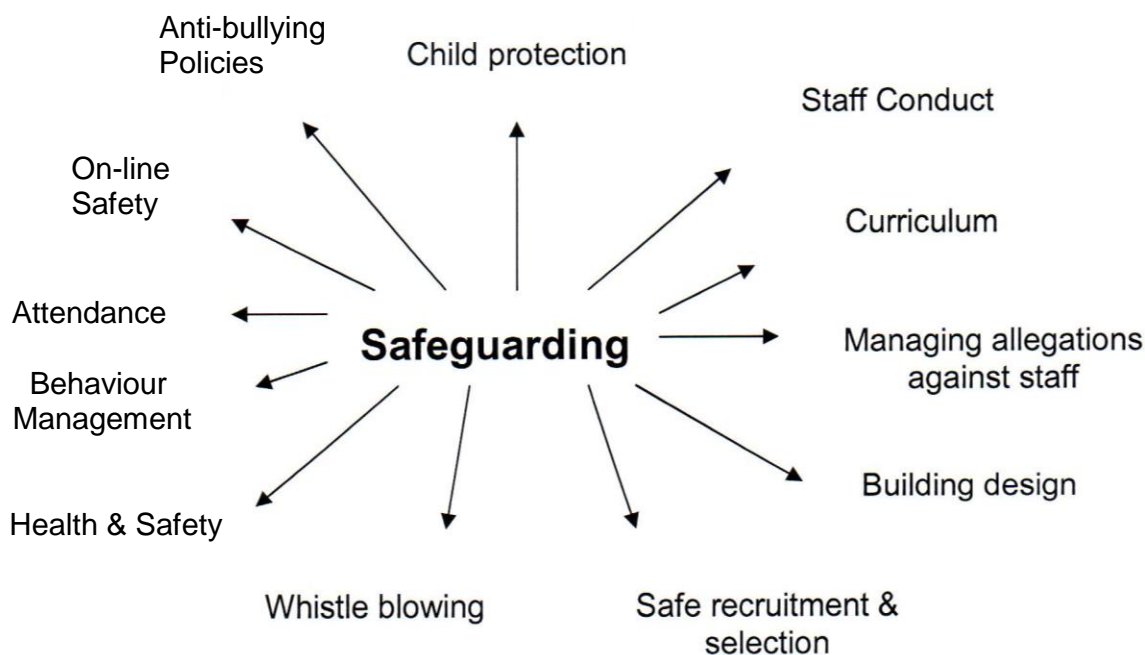 Anti-bullying
Policies
Child protection
Staff Conduct
On-line
Safety
Curriculum
Attendance
Safeguarding
Managing allegations
against staff
Behaviour
Management
Building design
Health & Safety
Whistle blowing
Safe recruitment &
selection